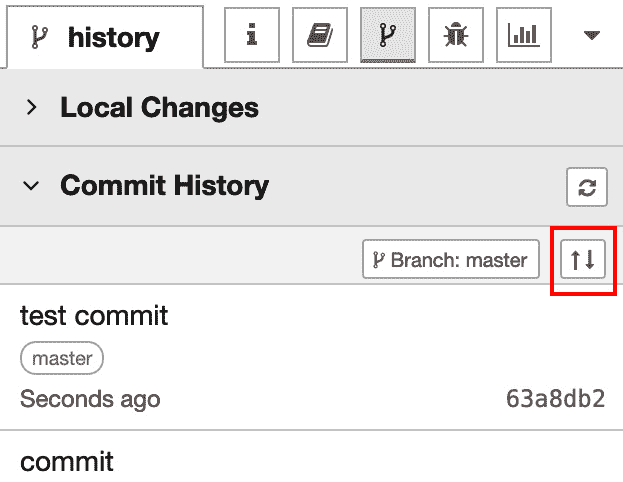 history
Local Changes
Commit History
Branch: master
test commit
master
Seconds ago 63a8db2
commit